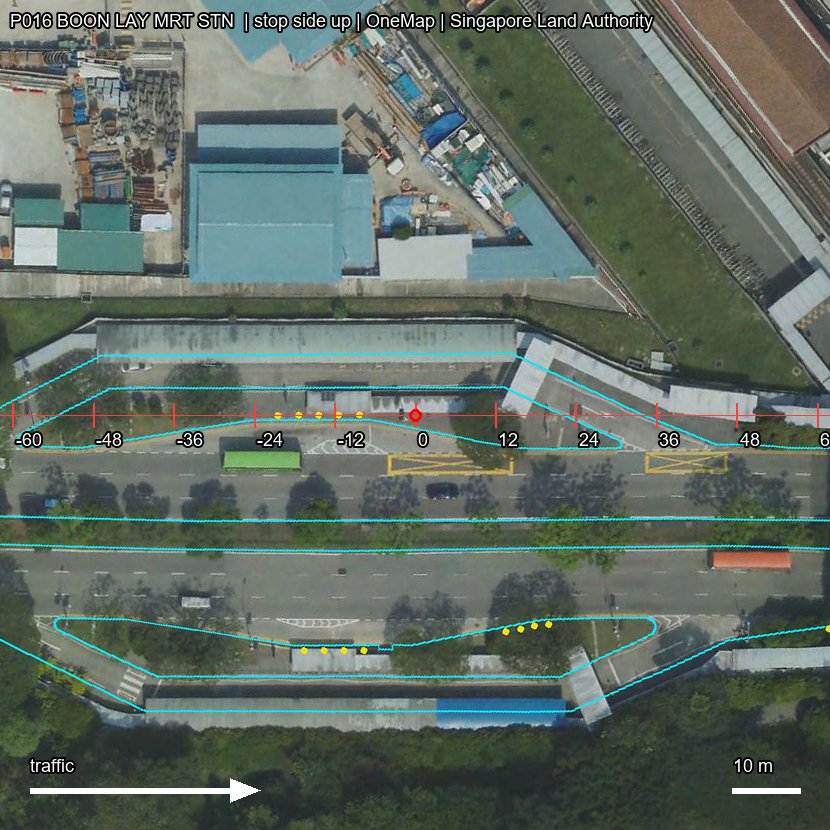 P016 BOON LAY MRT STN | stop side up | OneMap | Singapore Land Authority
-60 -48 -36 -24 -12 0 12 24 36 48 6
traffic
10 m